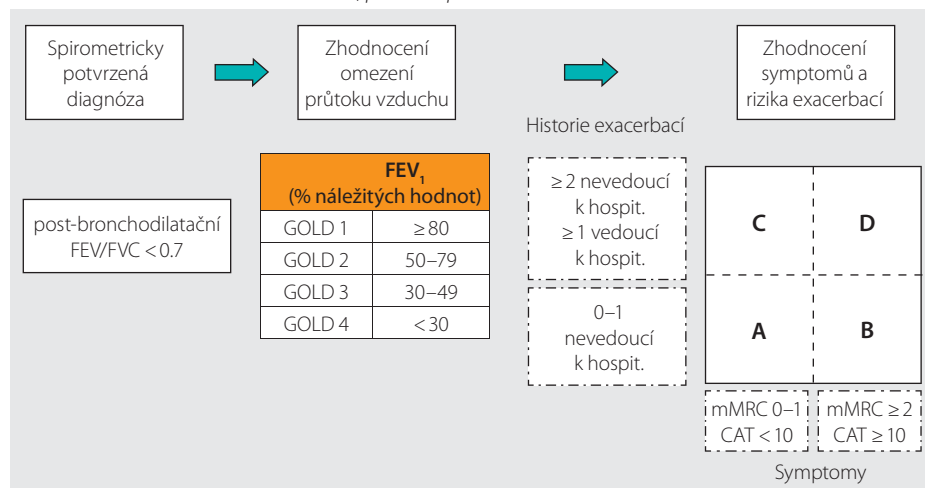 Spirometricky
potvrzená
diagnóza
Zhodnocení
omezení
průtoku vzduchu
Zhodnocení
symptomů a
rizika exacerbací
Historie exacerbací
post-bronchodilatační
FEV/FVC < 0.7
FEV₁
(% náležitých hodnot)
GOLD 1 ≥ 80
GOLD 2 50–79
GOLD 3 30–49
GOLD 4 < 30
≥ 2 nevedoucí
k hospit.
≥ 1 vedoucí
k hospit.
0–1
nevedoucí
k hospit.
C D
A B
mMRC 0–1 mMRC ≥ 2
CAT < 10 CAT ≥ 10
Symptomy